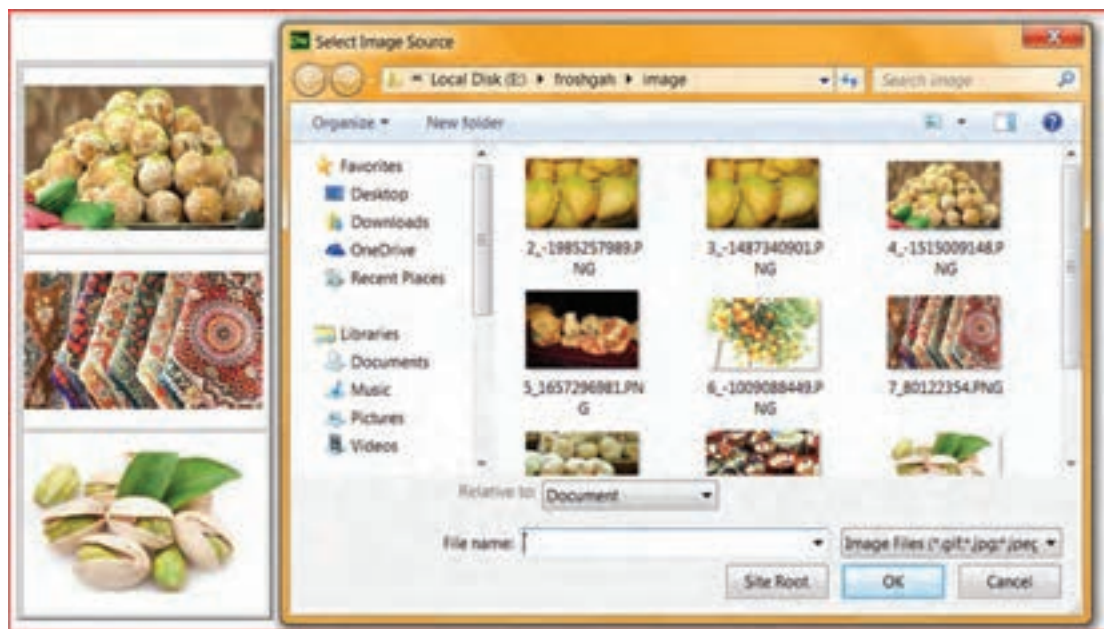 Dw Select Image Source
Local Disk (E:) froshgah image
Search image
Organize New folder
Favorites
Desktop
Downloads
OneDrive
Recent Places
Libraries
Documents
Music
Pictures
Videos
2_-1985257989.P
NG
3_-1487340901.P
NG
4_-1515009148.P
NG
5_1657296981.PN
G
6_-1009088449.P
NG
7_80122354.PNG
Relative to: Document
File name:
Image Files (*.gif;*.jpg;*.jpeg
Site Root OK Cancel